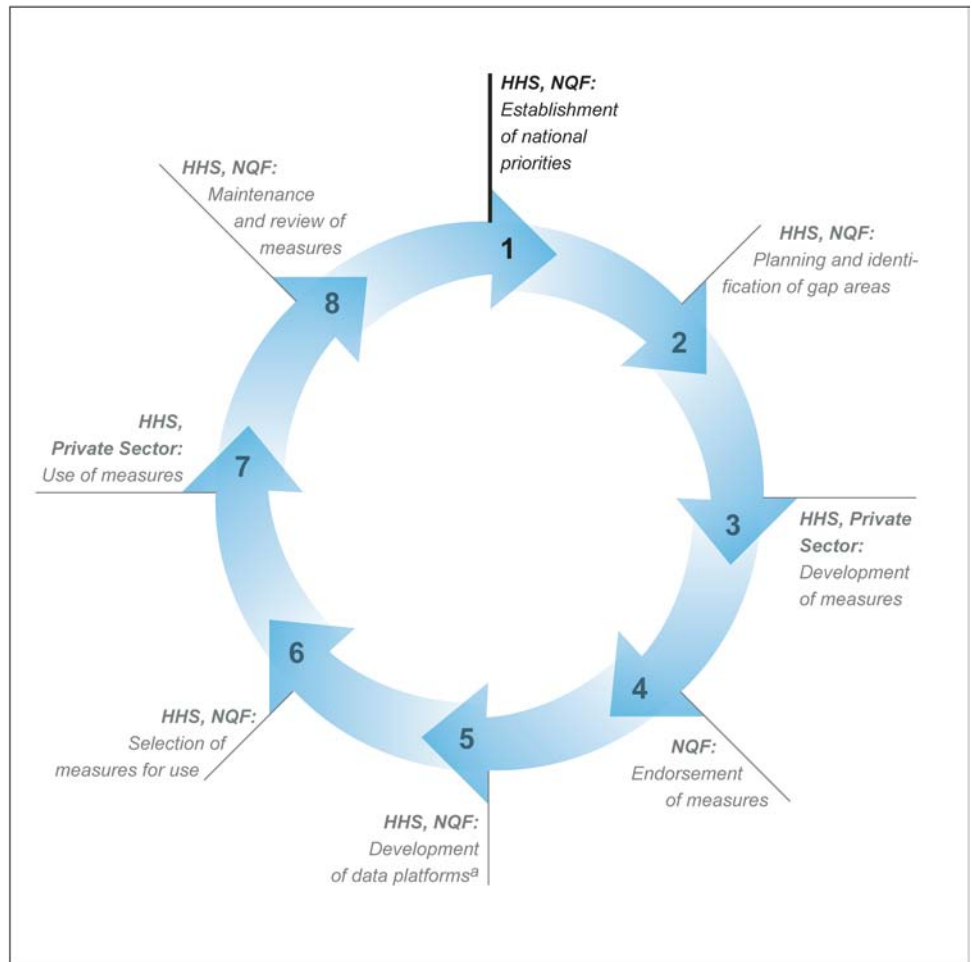 HHS, NQF:
Establishment
of national
priorities
1
HHS, NQF:
Planning and identi-
fication of gap areas
2
HHS, Private
Sector:
Development
of measures
3
NQF:
Endorsement
of measures
4
HHS, NQF:
Development
of data platformsᵃ
5
HHS, NQF:
Selection of
measures for use
6
HHS,
Private Sector:
Use of measures
7
HHS, NQF:
Maintenance
and review of
measures
8